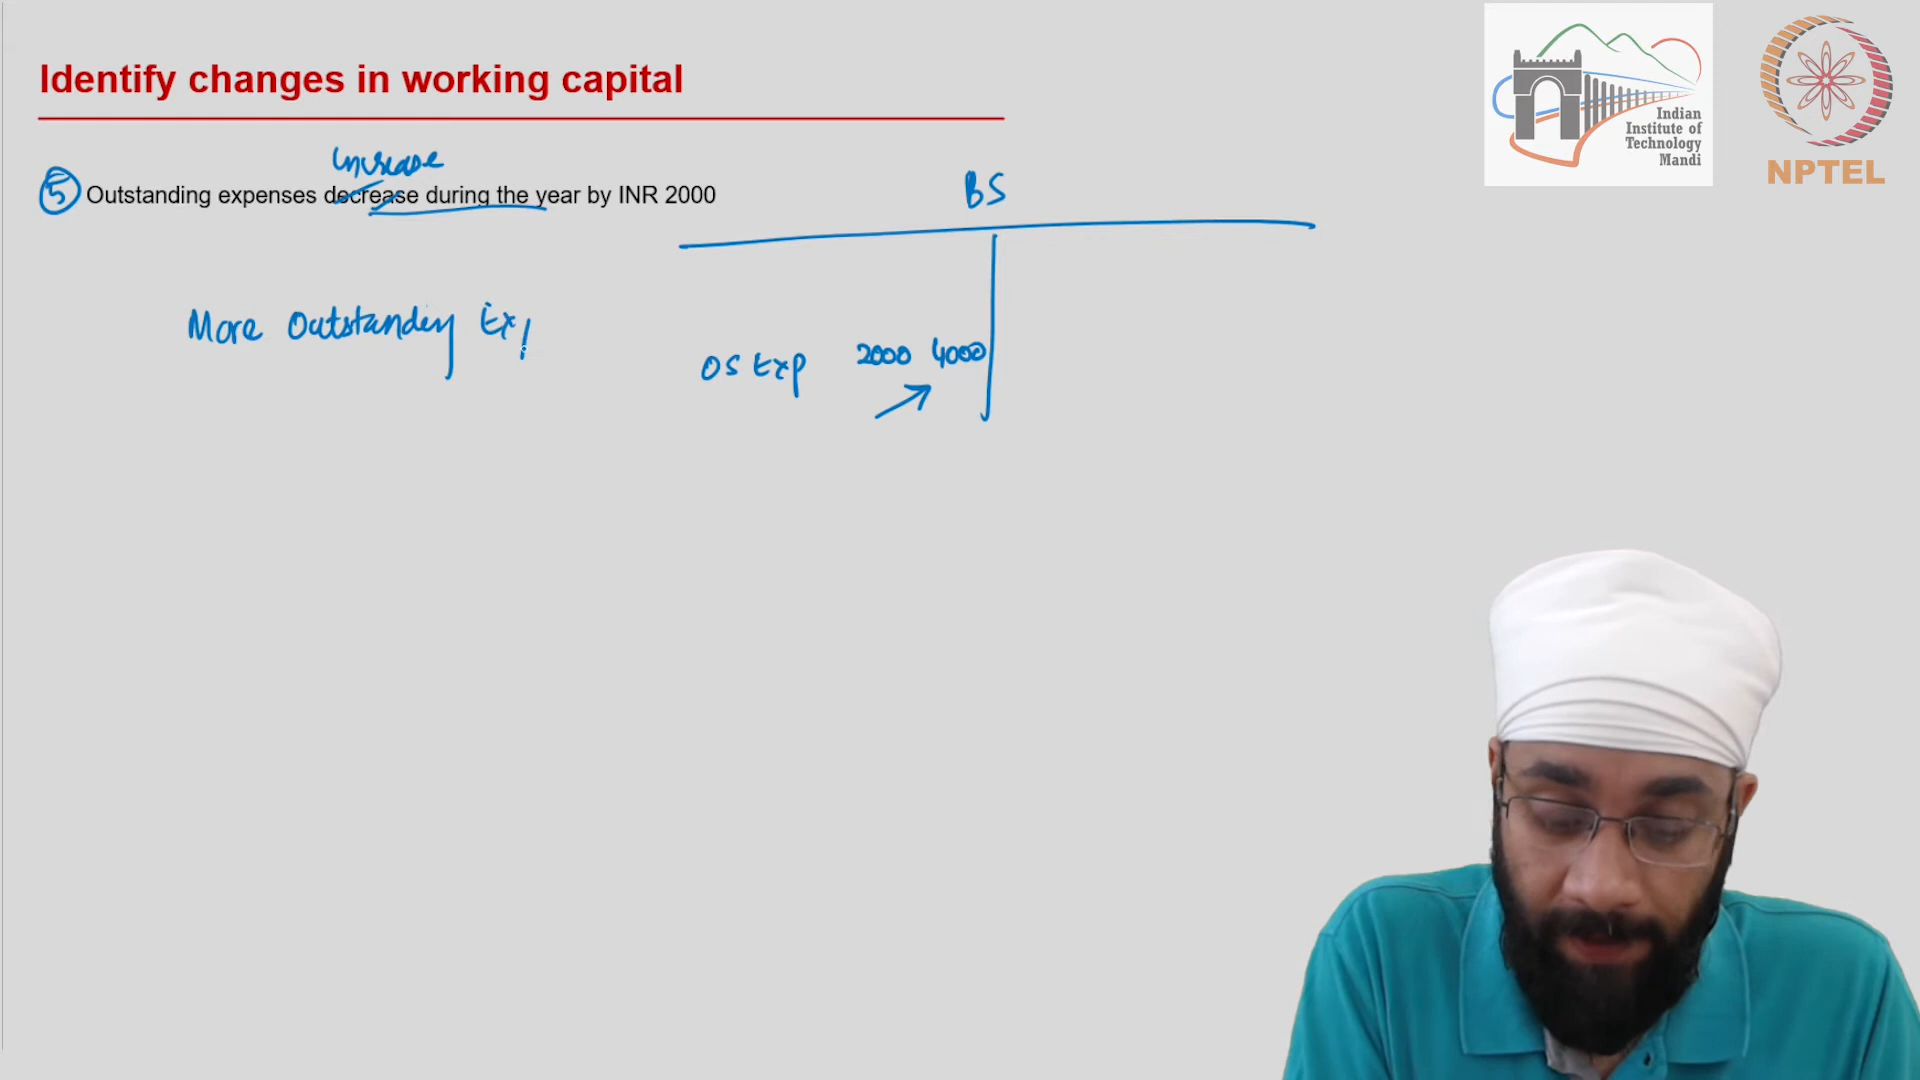 Identify changes in working capital
Increase
5 Outstanding expenses decrease during the year by INR 2000
BS
More Outstanding Exp
OS Exp 2000 4000
Indian
Institute of
Technology
Mandi
NPTEL